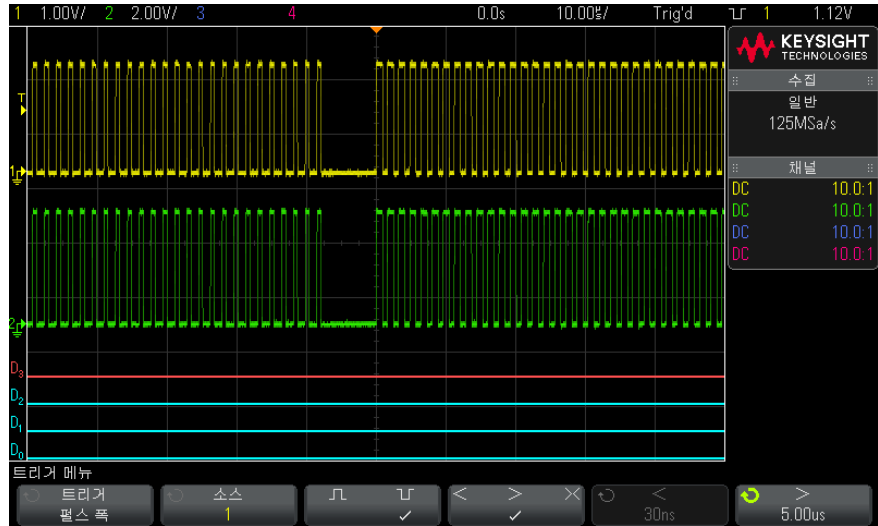 1 1.00V/ 2 2.00V/ 3 4 0.0s 10.00us/ Trig'd 1 1.12V
KEYSIGHT
TECHNOLOGIES
수집
일반
125MSa/s
채널
DC 10.0:1
DC 10.0:1
DC 10.0:1
DC 10.0:1
T
1
2
D3
D2
D1
D0
트리거 메뉴
트리거
펄스 폭
소스
1
< > ><
✓ ✓
<
30ns
>
5.00us